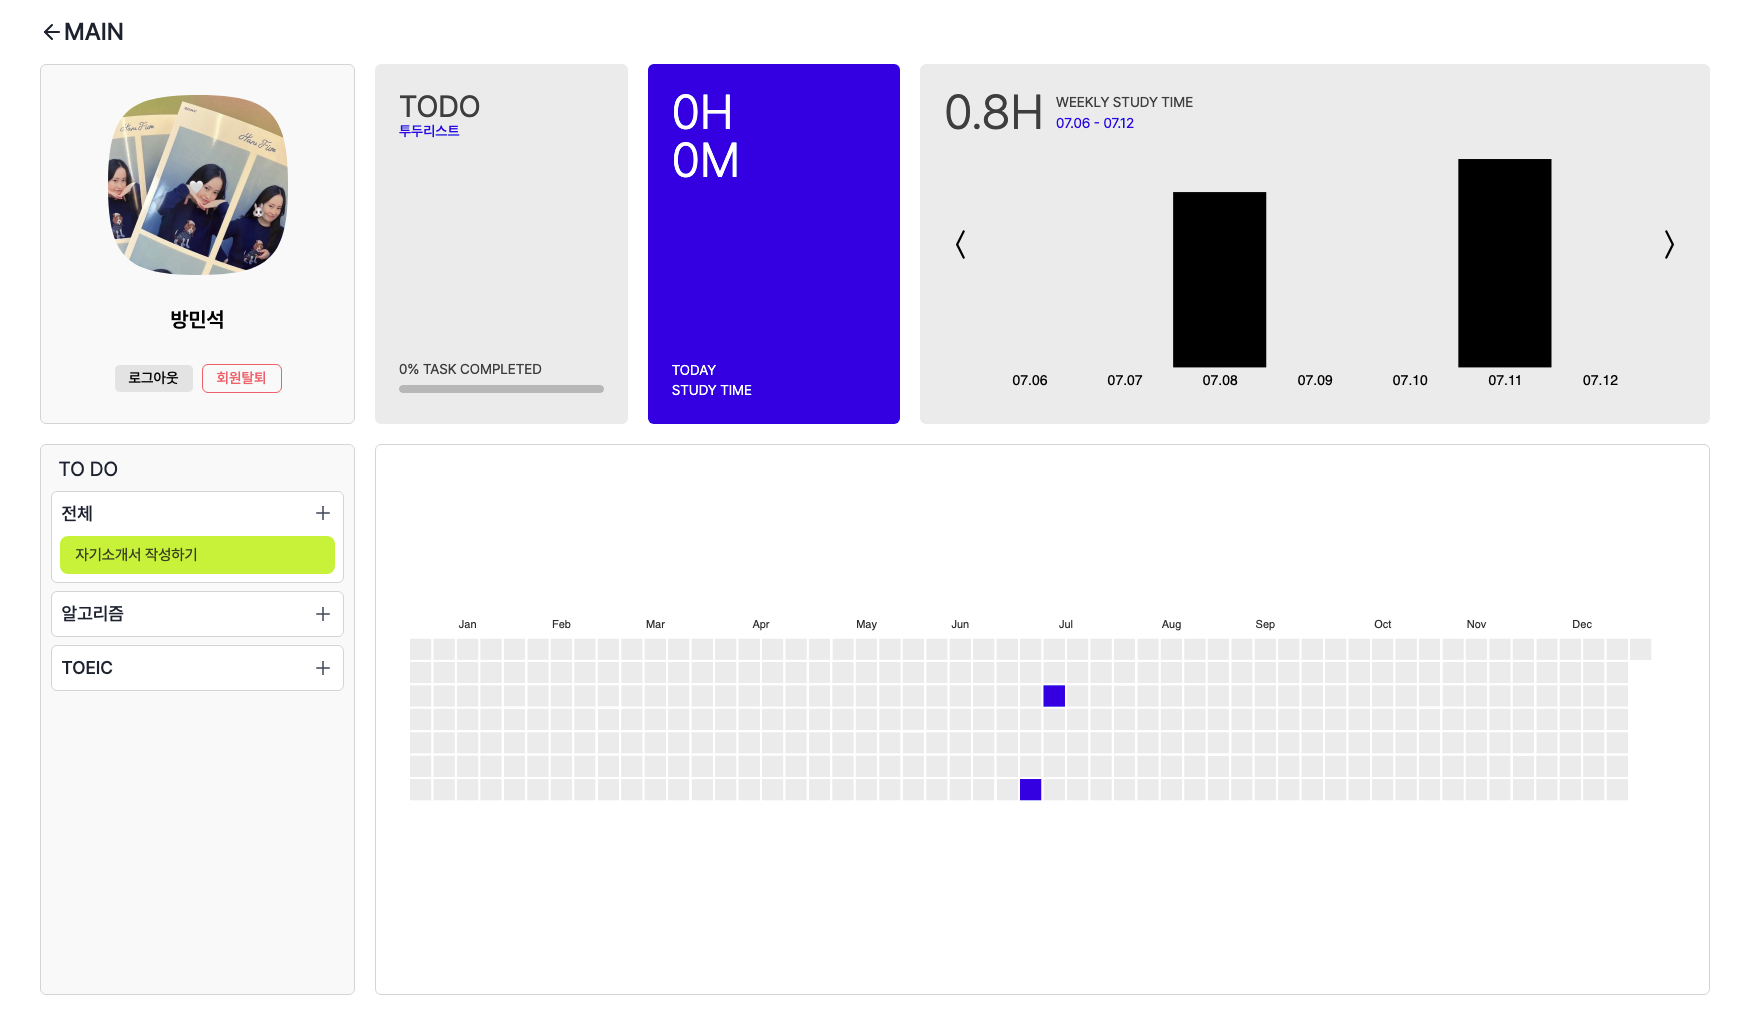 MAIN
방민석
로그아웃 회원탈퇴
TODO
투두리스트
0% TASK COMPLETED
0H
0M
TODAY
STUDY TIME
0.8H
WEEKLY STUDY TIME
07.06 - 07.12
07.06 07.07 07.08 07.09 07.10 07.11 07.12
TO DO
전체
자기소개서 작성하기
알고리즘
TOEIC
Jan Feb Mar Apr May Jun Jul Aug Sep Oct Nov Dec